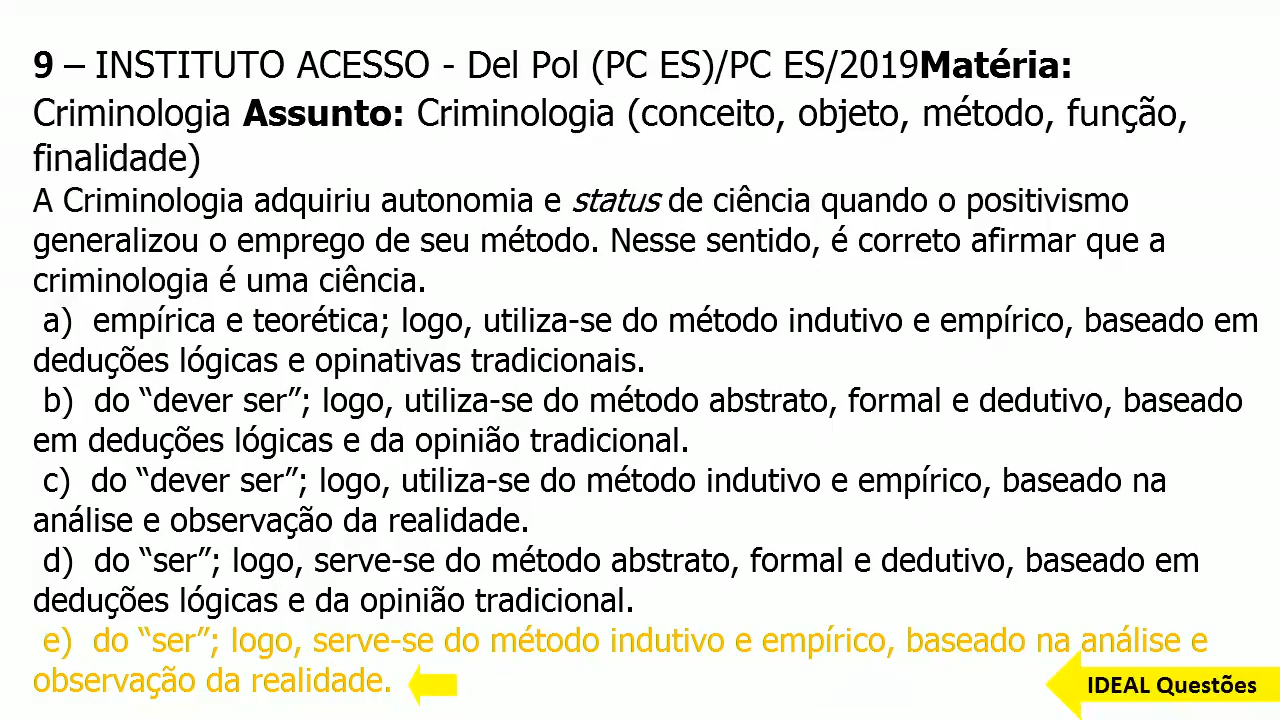 9 – INSTITUTO ACESSO - Del Pol (PC ES)/PC ES/2019Matéria:
Criminologia Assunto: Criminologia (conceito, objeto, método, função,
finalidade)
A Criminologia adquiriu autonomia e status de ciência quando o positivismo
generalizou o emprego de seu método. Nesse sentido, é correto afirmar que a
criminologia é uma ciência.
a) empírica e teorética; logo, utiliza-se do método indutivo e empírico, baseado em
deduções lógicas e opinativas tradicionais.
b) do “dever ser”; logo, utiliza-se do método abstrato, formal e dedutivo, baseado
em deduções lógicas e da opinião tradicional.
c) do “dever ser”; logo, utiliza-se do método indutivo e empírico, baseado na
análise e observação da realidade.
d) do “ser”; logo, serve-se do método abstrato, formal e dedutivo, baseado em
deduções lógicas e da opinião tradicional.
e) do “ser”; logo, serve-se do método indutivo e empírico, baseado na análise e
observação da realidade.
IDEAL Questões